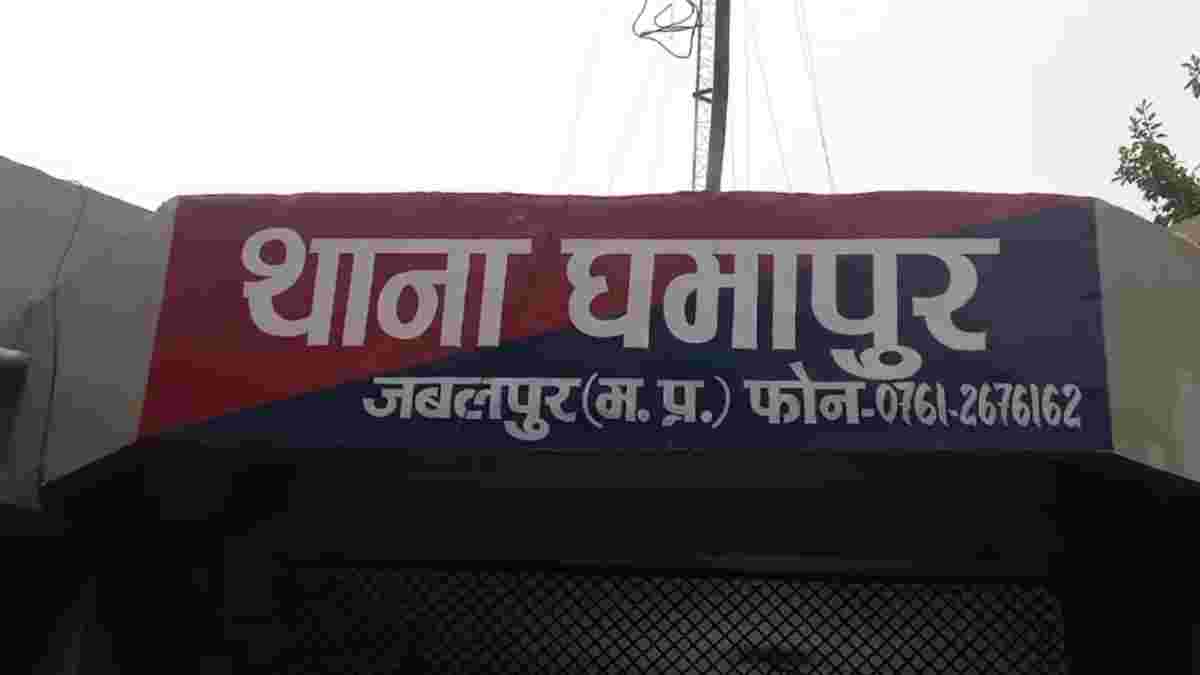 थाना घमापुर
जबलपुर (म. प्र.) फोन-0761-2676162